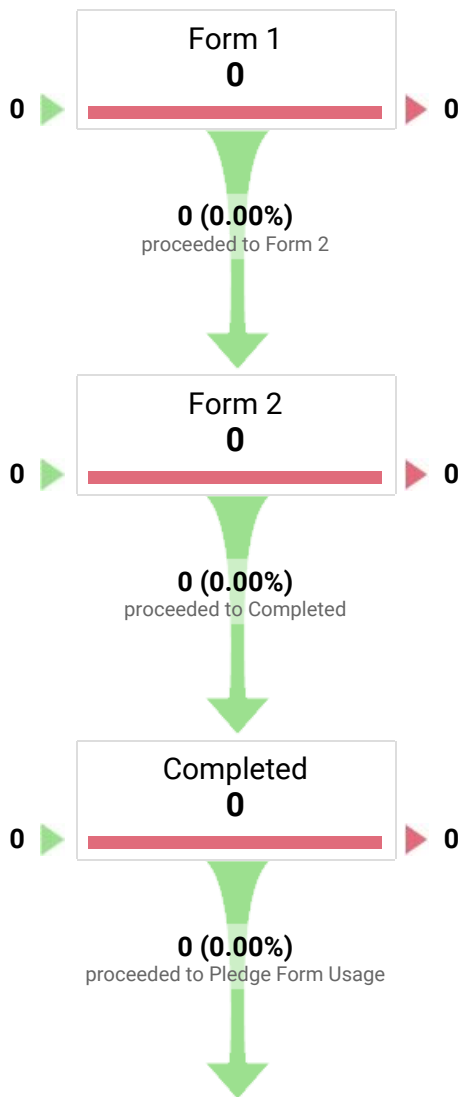 Form 1
0
0
0
0 (0.00%)
proceeded to Form 2
Form 2
0
0
0
0 (0.00%)
proceeded to Completed
Completed
0
0
0
0 (0.00%)
proceeded to Pledge Form Usage